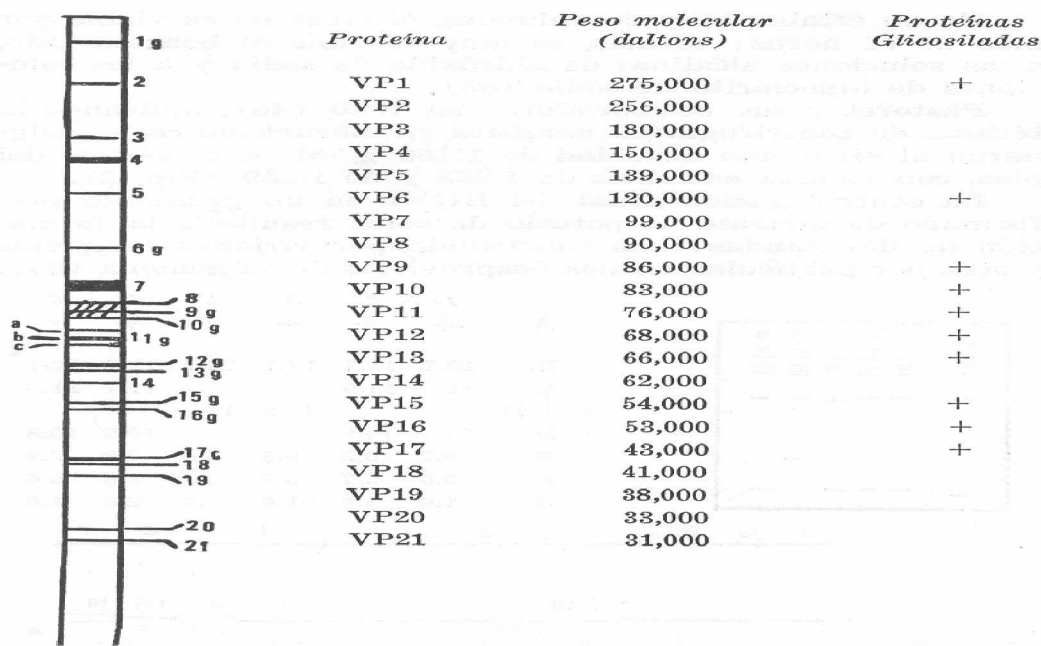 Peso molecular Proteínas
Proteína (daltons) Glicosiladas
VP1 275,000 +
VP2 256,000
VP3 180,000
VP4 150,000
VP5 139,000
VP6 126,000 +
VP7 99,000
VP8 90,000
VP9 86,000 +
VP10 83,000 +
VP11 76,000 +
VP12 68,000 +
VP13 66,000 +
VP14 62,000
VP15 54,000 +
VP16 53,000 +
VP17 43,000 +
VP18 41,000
VP19 38,000
VP20 33,000
VP21 31,000
1g
2
3
4
5
6g
7
8
9g
10g
a
b
c
11g
12g
13g
14
15g
16g
17g
18
19
20
21